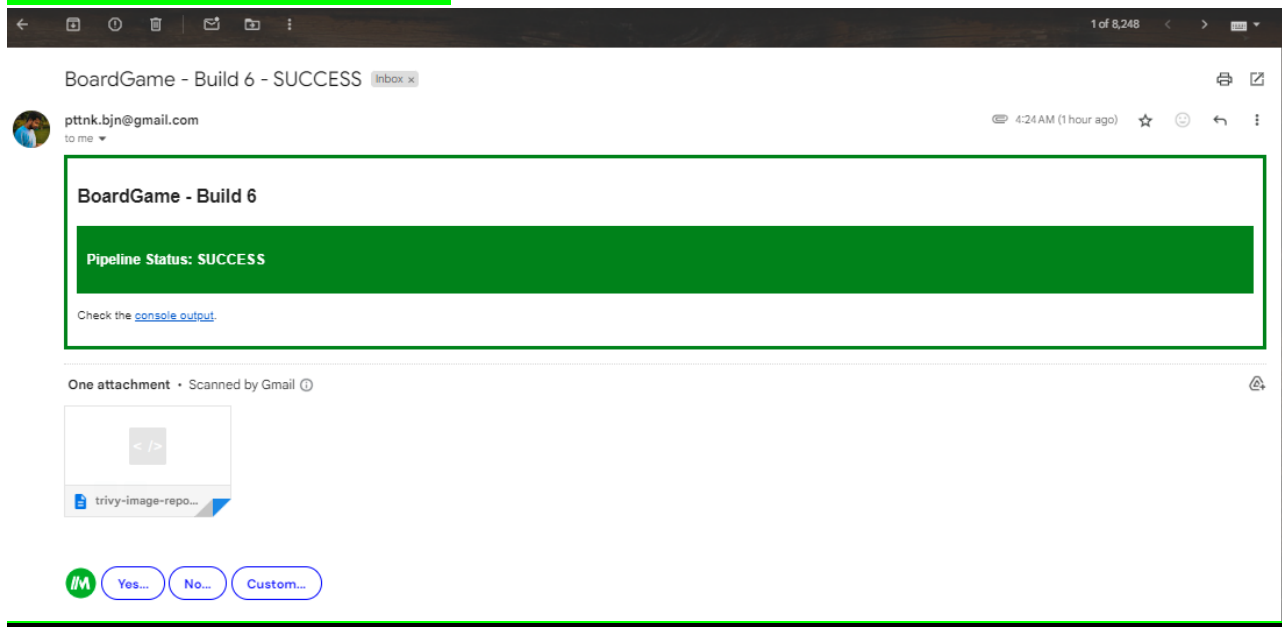 1 of 8,248
BoardGame - Build 6 - SUCCESS Inbox x
pttnk.bjn@gmail.com 4:24 AM (1 hour ago)
to me
BoardGame - Build 6
Pipeline Status: SUCCESS
Check the console output.
One attachment • Scanned by Gmail
</>
trivy-image-repo...
Yes... No... Custom...